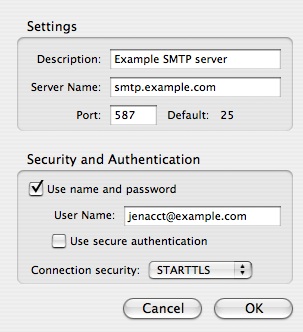 Settings
Description: Example SMTP server
Server Name: smtp.example.com
Port: 587 Default: 25
Security and Authentication
Use name and password
User Name: jenacct@example.com
Use secure authentication
Connection security: STARTTLS
Cancel OK